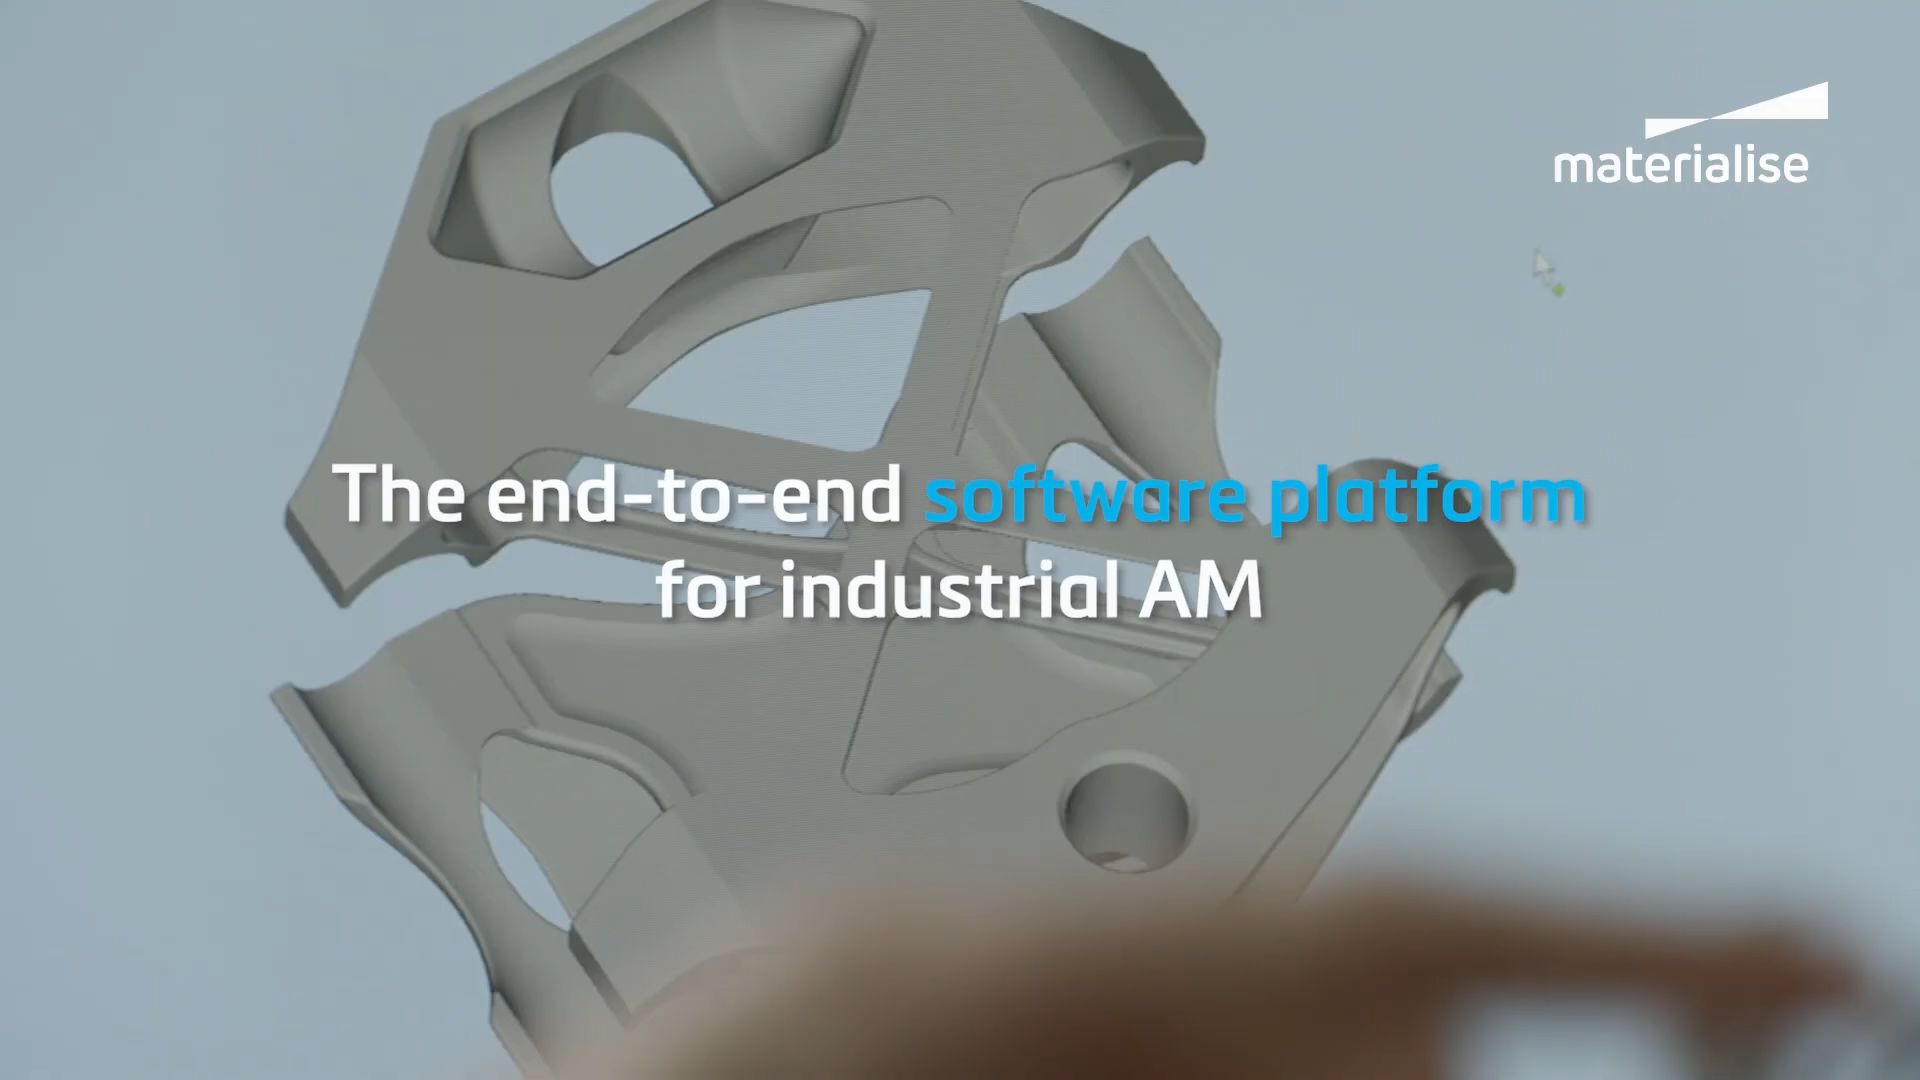 materialise
The end-to-end software platform
for industrial AM